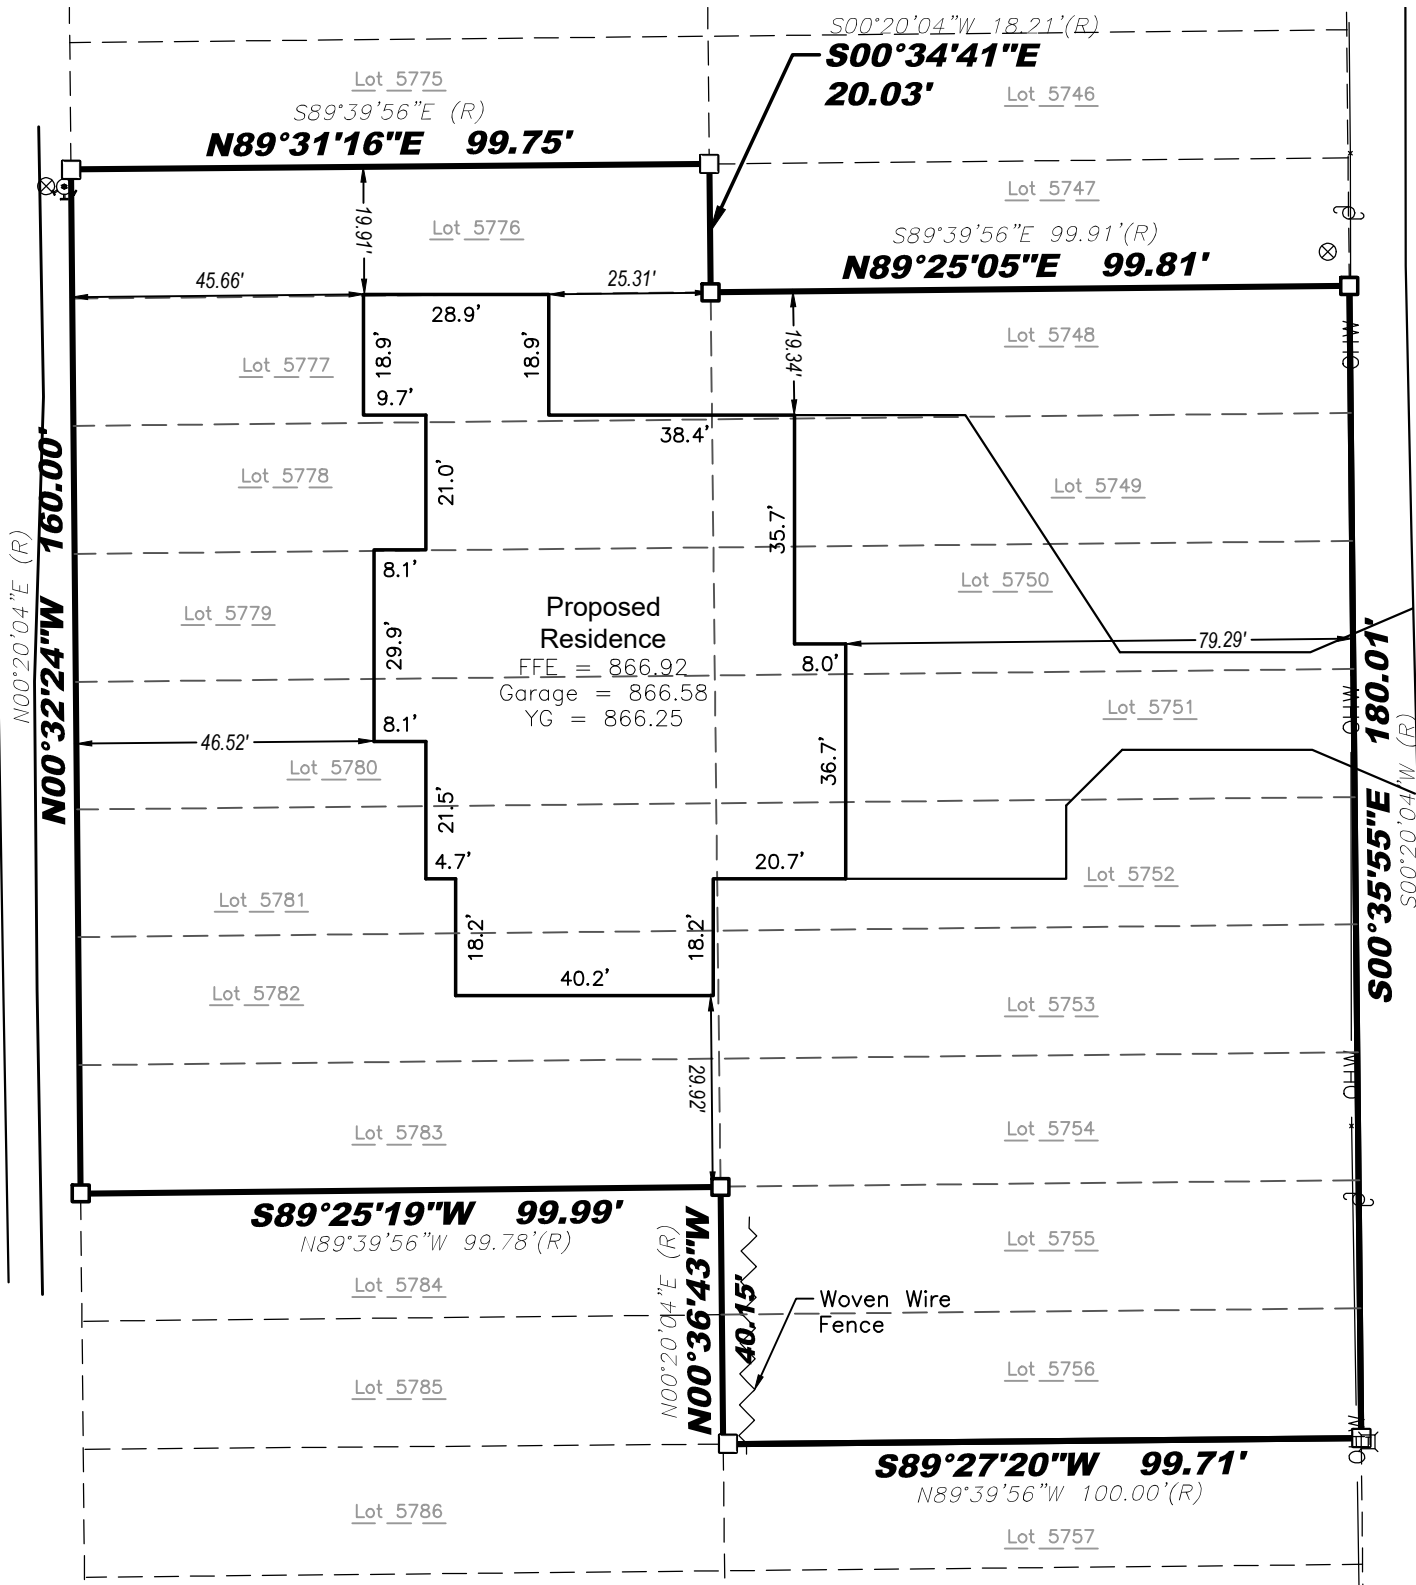 S00°20'04"W 18.21'(R)
S00°34'41"E
20.03'
Lot 5775
S89°39'56"E (R)
N89°31'16"E 99.75'
Lot 5746
Lot 5747
S89°39'56"E 99.91'(R)
N89°25'05"E 99.81'
Lot 5776
19.91'
45.66'
25.31'
28.9'
18.9'
18.9'
9.7'
Lot 5777
19.34'
Lot 5748
OHW
38.4'
Lot 5778
21.0'
35.7'
Lot 5749
N00°20'04"E (R)
N00°32'24"W 160.00'
8.1'
Lot 5750
Lot 5779
29.9'
Proposed
Residence
FFE = 866.92
Garage = 866.58
YG = 866.25
8.0'
79.29'
8.1'
46.52'
Lot 5780
36.7'
Lot 5751
OHW
S00°35'55"E 180.01'
S00°20'04"W (R)
21.5'
4.7'
20.7'
Lot 5752
Lot 5781
18.2'
18.2'
40.2'
Lot 5782
Lot 5753
29.92'
OHW
Lot 5783
Lot 5754
S89°25'19"W 99.99'
N89°39'56"W 99.78'(R)
N00°20'04"E (R)
N00°36'43"W
40.15'
Lot 5755
Lot 5784
Woven Wire
Fence
Lot 5785
Lot 5756
OHW
S89°27'20"W 99.71'
N89°39'56"W 100.00'(R)
Lot 5786
Lot 5757